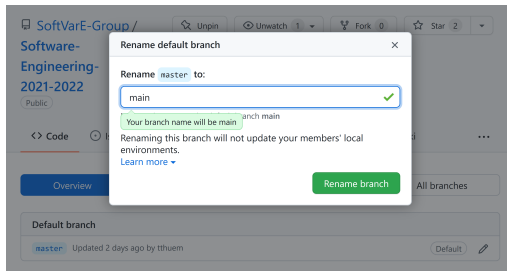 SoftVarE-Group /
Unpin
Unwatch 1
Fork 0
Star 2
Software-
Engineering-
2021-2022
Public
Rename default branch
Rename master to:
main
Your branch name will be main
anch main
Renaming this branch will not update your members' local
environments.
Learn more
Rename branch
Code
Overview
All branches
Default branch
master Updated 2 days ago by tthuem
Default